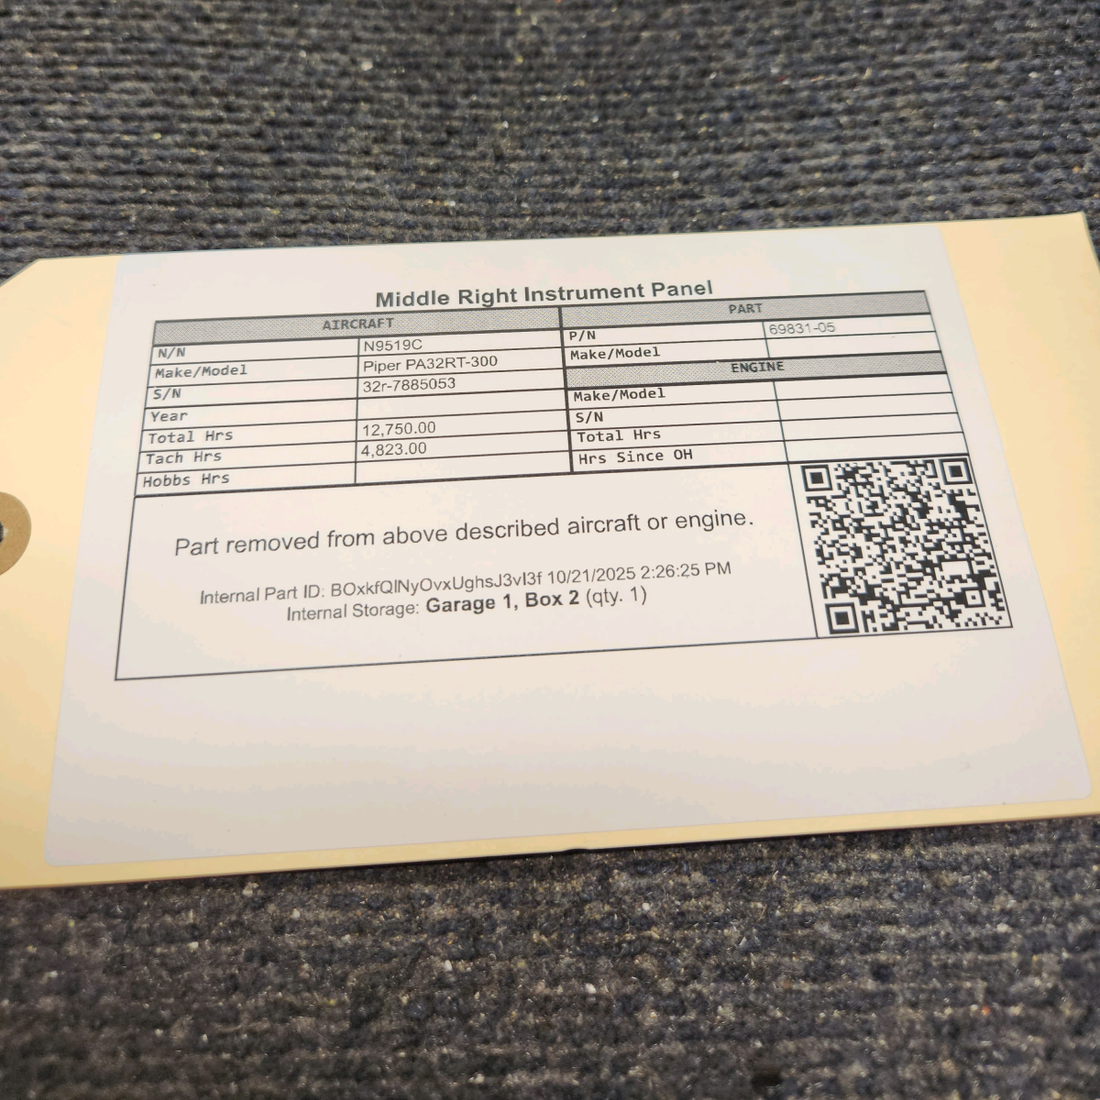 Middle Right Instrument Panel
AIRCRAFT
N/N N9519C
Make/Model Piper PA32RT-300
S/N 32r-7885053
Year
Total Hrs 12,750.00
Tach Hrs 4,823.00
Hobbs Hrs
PART
P/N 69831-05
Make/Model
ENGINE
Make/Model
S/N
Total Hrs
Hrs Since OH
Part removed from above described aircraft or engine.
Internal Part ID: BOxkfQlNyOvxUghsJ3vI3f 10/21/2025 2:26:25 PM
Internal Storage: Garage 1, Box 2 (qty. 1)